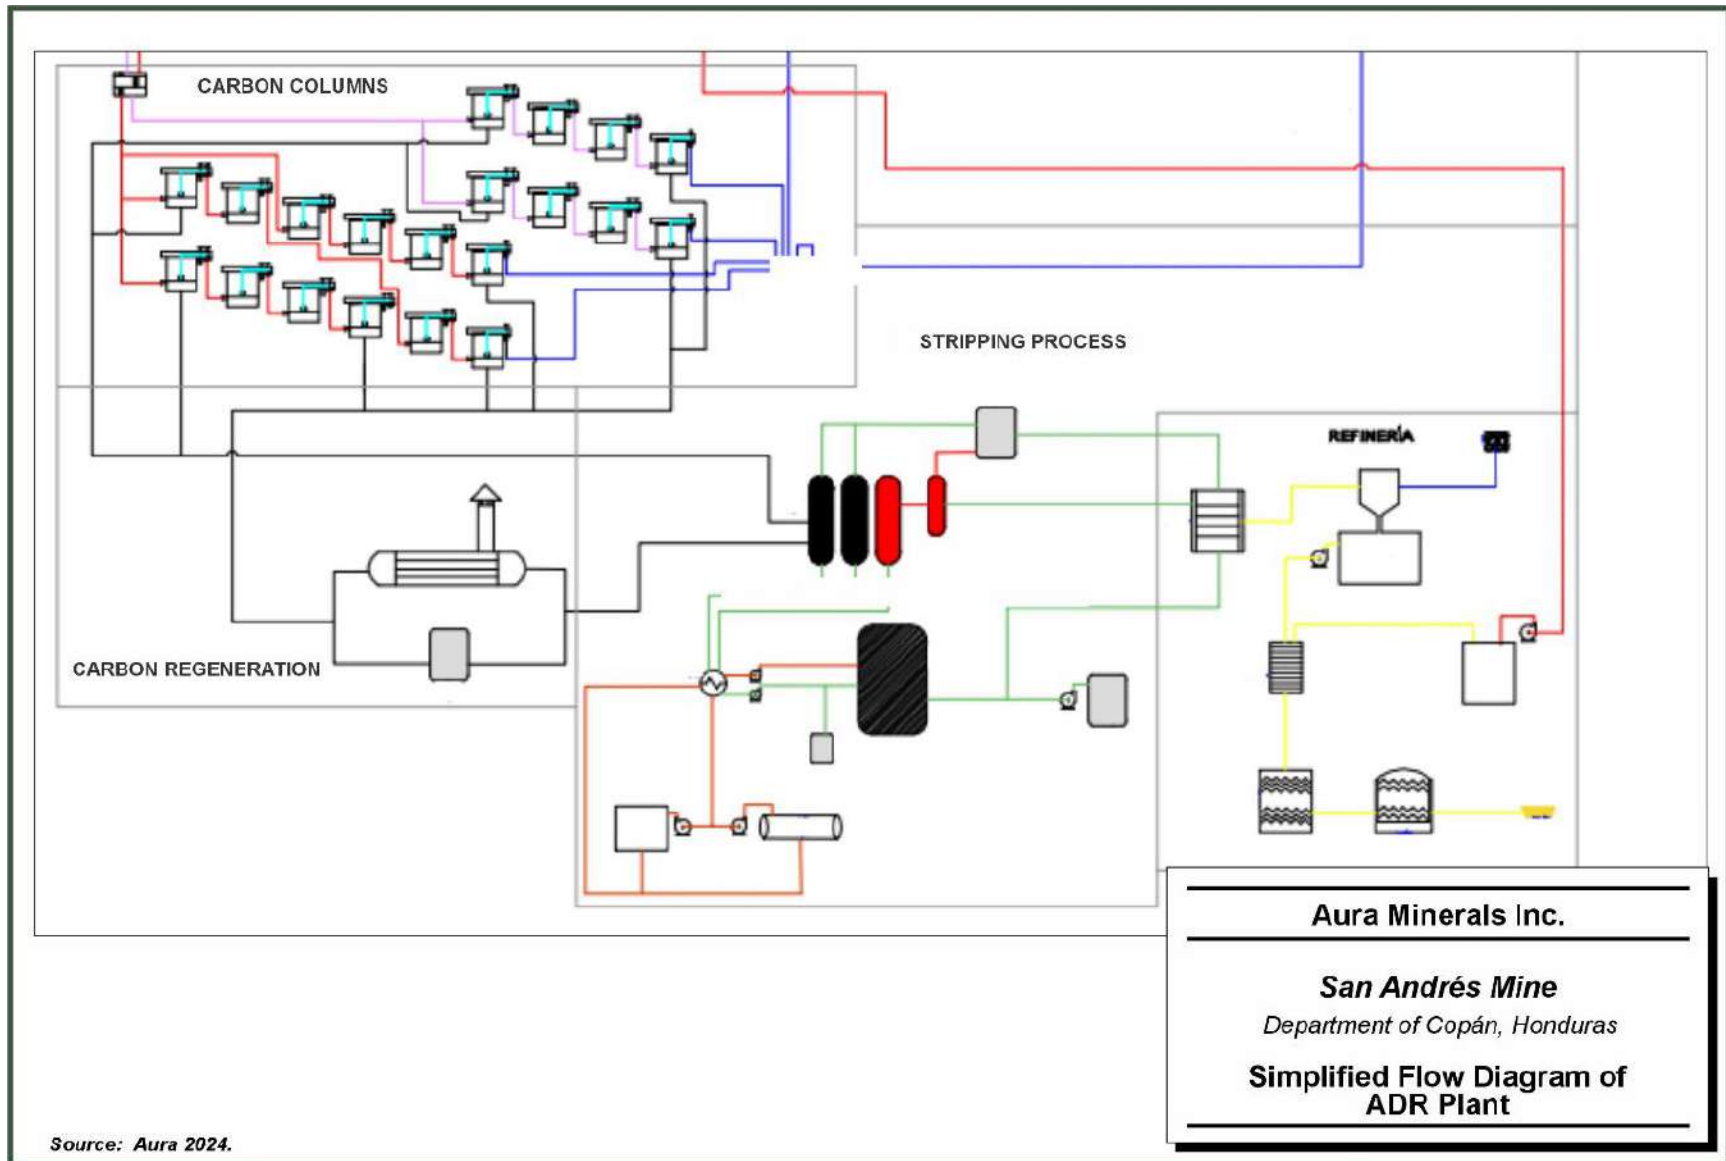 CARBON COLUMNS
STRIPPING PROCESS
REFINERÍA
CARBON REGENERATION
Aura Minerals Inc.
San Andrés Mine
Department of Copán, Honduras
Simplified Flow Diagram of
ADR Plant
Source: Aura 2024.